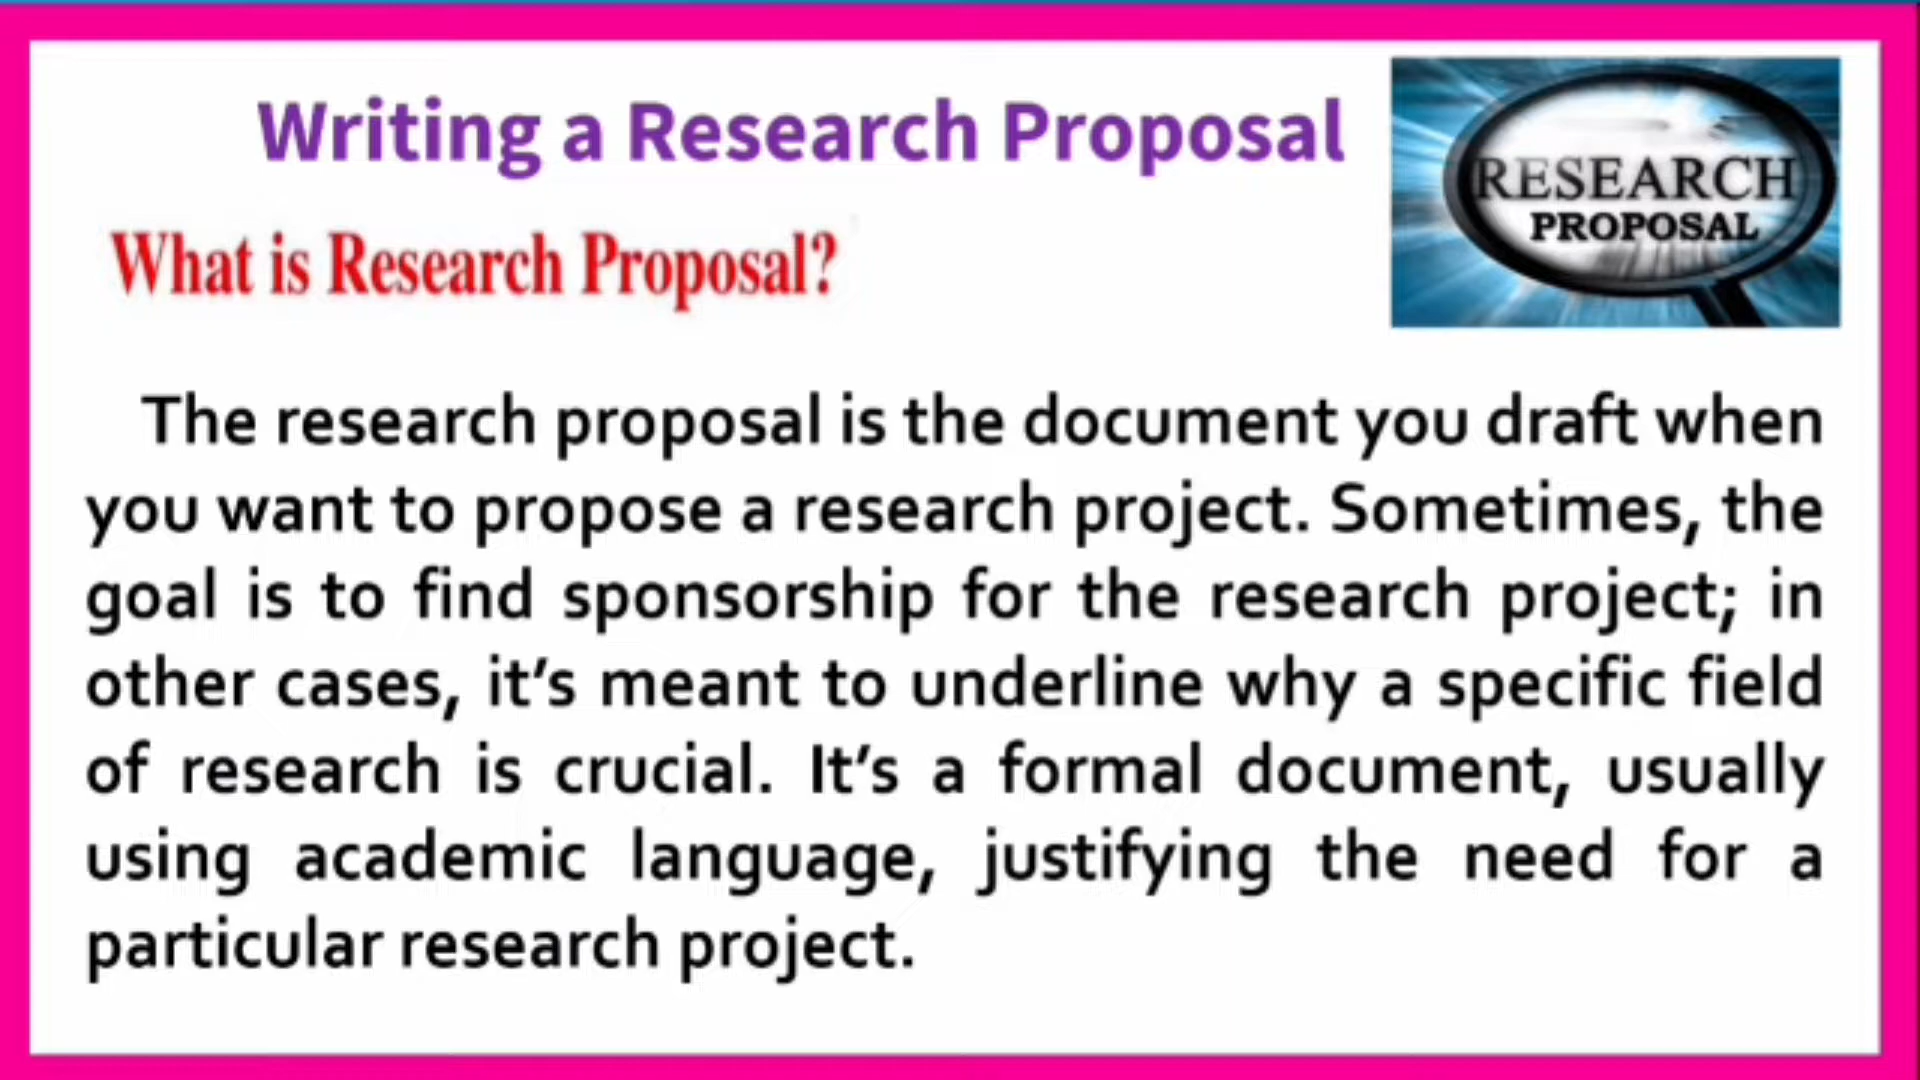 Writing a Research Proposal
RESEARCH
PROPOSAL
What is Research Proposal?
The research proposal is the document you draft when
you want to propose a research project. Sometimes, the
goal is to find sponsorship for the research project; in
other cases, it’s meant to underline why a specific field
of research is crucial. It’s a formal document, usually
using academic language, justifying the need for a
particular research project.